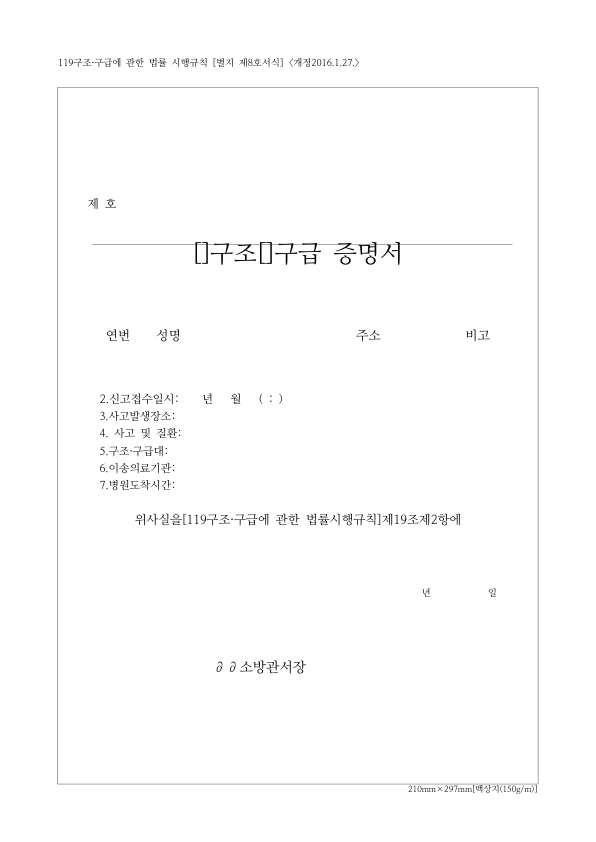 119구조·구급에 관한 법률 시행규칙 [별지 제8호서식] <개정2016.1.27.>
제 호
[]구조[]구급 증명서
연번 성명 주소 비고
2.신고접수일시: 년 월 ( : )
3.사고발생장소:
4. 사고 및 질환:
5.구조·구급대:
6.이송의료기관:
7.병원도착시간:
위사실을[119구조·구급에 관한 법률시행규칙]제19조제2항에
년 일
∂ ∂소방관서장
210mm×297mm[백상지(150g/m)]